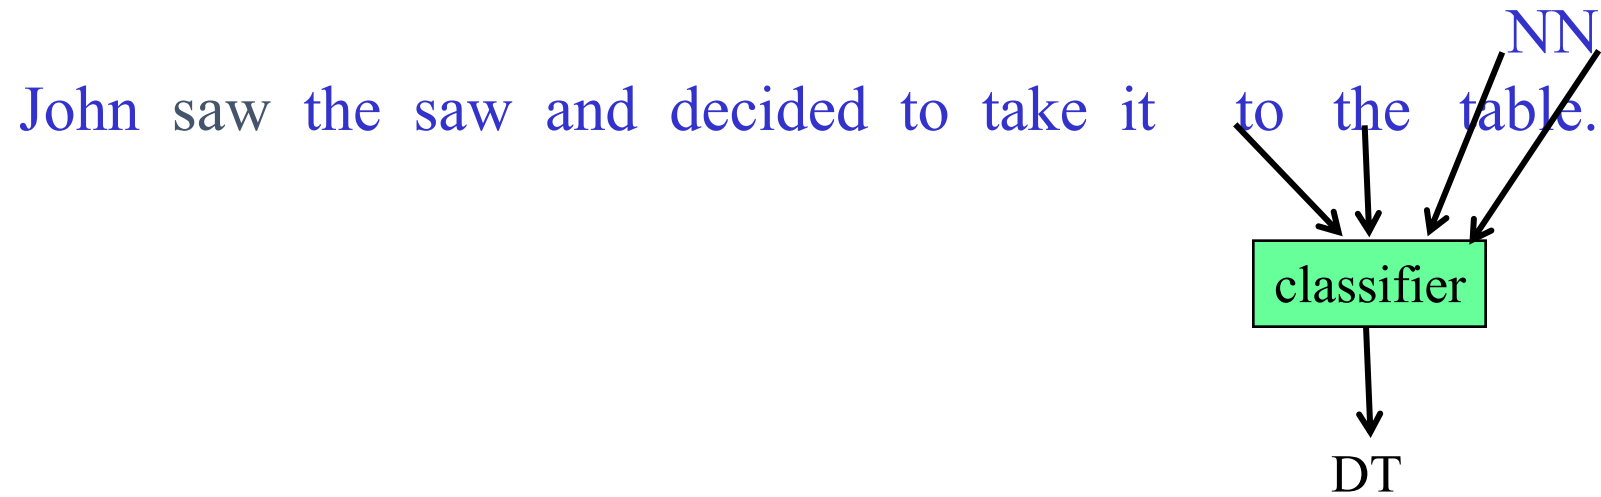 NN
John saw the saw and decided to take it to the table.
classifier
DT